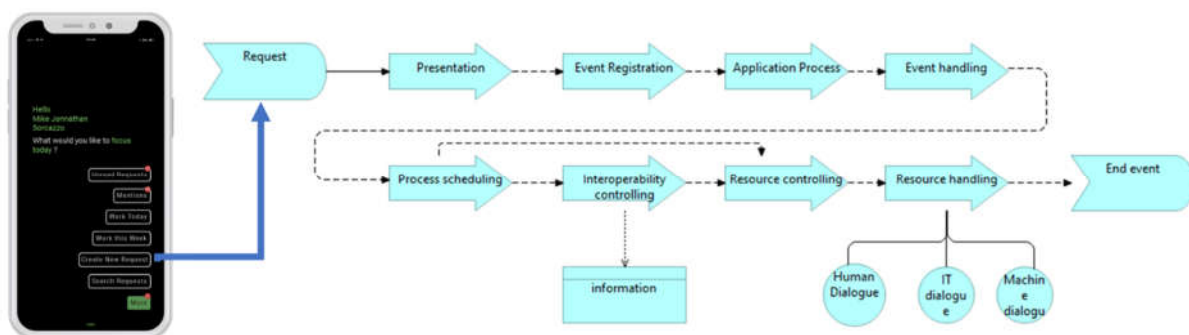 Hello
Mike Jonnathan
Sorcazzo
What would you like to focus
today ?
Unread Requests
Mentions
Work Today
Work this Week
Create New Request
Search Requests
More
Request
Presentation
Event Registration
Application Process
Event handling
Process scheduling
Interoperability
controlling
Resource controlling
Resource handling
End event
information
Human
Dialogue
IT
dialogu
e
Machin
e
dialogu